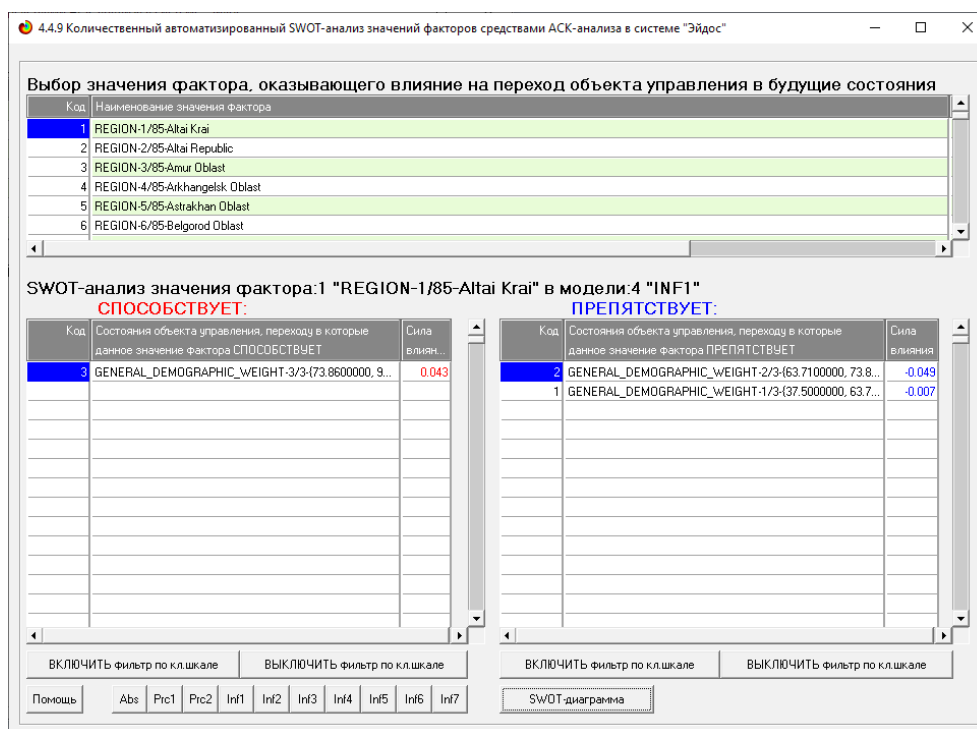 4.4.9 Количественный автоматизированный SWOT-анализ значений факторов средствами АСК-анализа в системе "Эйдос"
Выбор значения фактора, оказывающего влияние на переход объекта управления в будущие состояния
Код Наименование значения фактора
1 REGION-1/85-Altai Krai
2 REGION-2/85-Altai Republic
3 REGION-3/85-Amur Oblast
4 REGION-4/85-Arkhangelsk Oblast
5 REGION-5/85-Astrakhan Oblast
6 REGION-6/85-Belgorod Oblast
SWOT-анализ значения фактора:1 "REGION-1/85-Altai Krai" в модели:4 "INF1"
СПОСОБСТВУЕТ:
Код Состояния объекта управления, переходу в которые Сила
данное значение фактора СПОСОБСТВУЕТ влиян...
3 GENERAL_DEMOGRAPHIC_WEIGHT-3/3-{73.8600000, 9... 0.043
ПРЕПЯТСТВУЕТ:
Код Состояния объекта управления, переходу в которые Сила
данное значение фактора ПРЕПЯТСТВУЕТ влияния
2 GENERAL_DEMOGRAPHIC_WEIGHT-2/3-{63.7100000, 73.8... -0.049
1 GENERAL_DEMOGRAPHIC_WEIGHT-1/3-{37.5000000, 63.7... -0.007
ВКЛЮЧИТЬ фильтр по кл.шкале ВЫКЛЮЧИТЬ фильтр по кл.шкале ВКЛЮЧИТЬ фильтр по кл.шкале ВЫКЛЮЧИТЬ фильтр по кл.шкале
Помощь Abs Prc1 Prc2 Inf1 Inf2 Inf3 Inf4 Inf5 Inf6 Inf7 SWOT-диаграмма